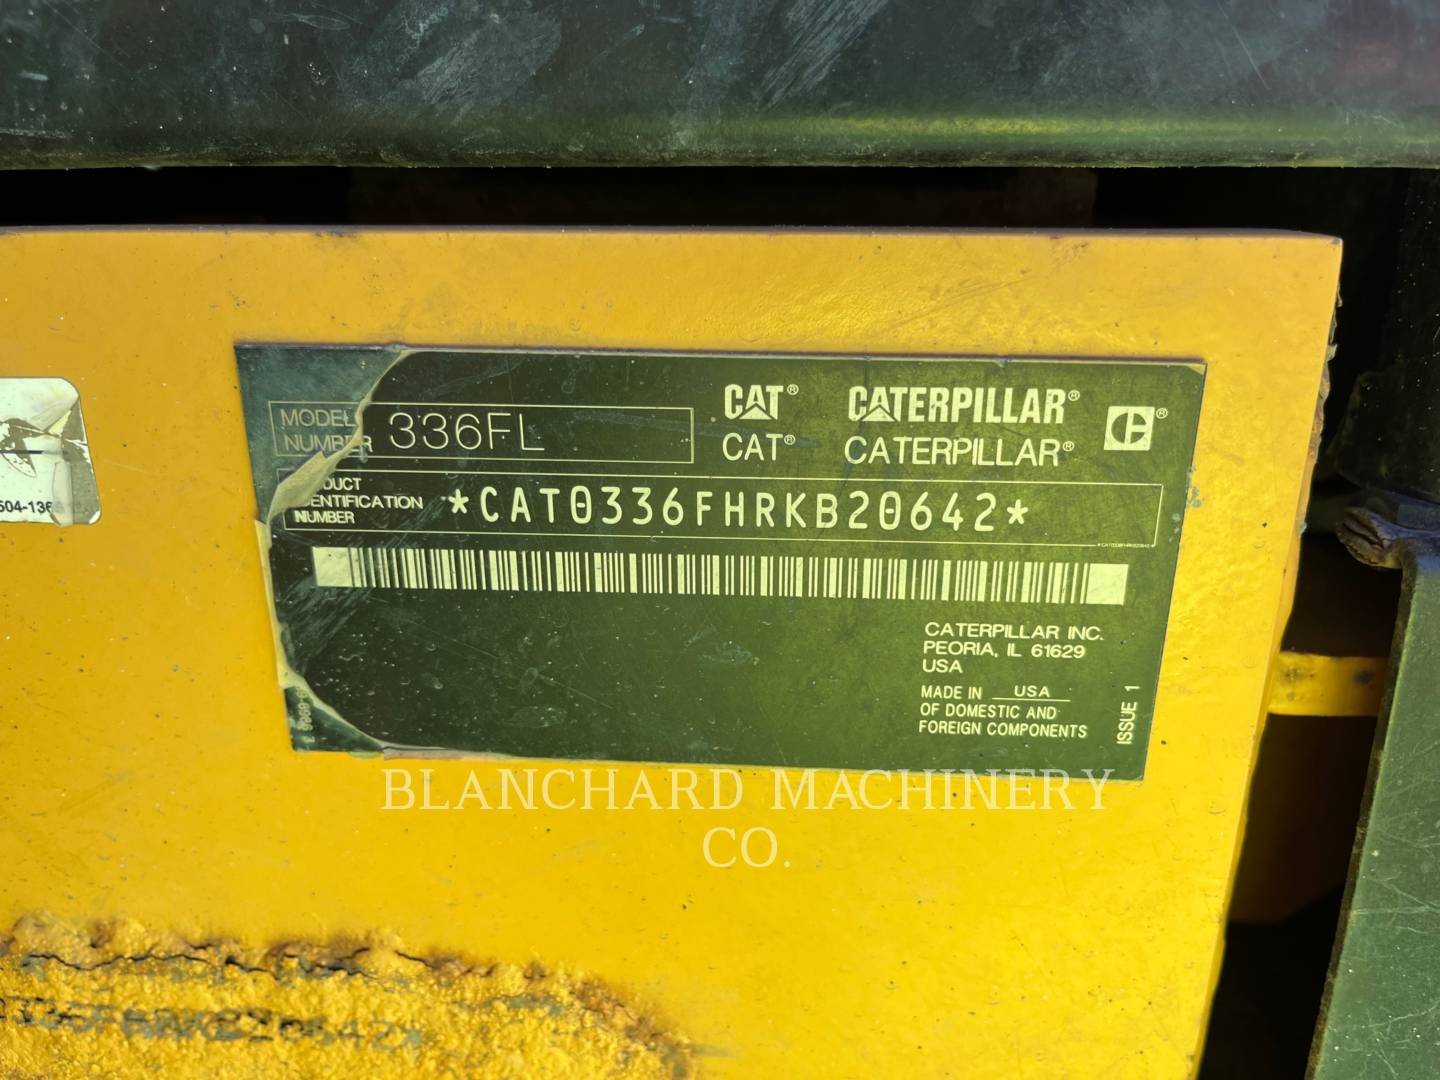 MODEL
NUMBER
336FL
CAT® CATERPILLAR®
CAT® CATERPILLAR®
IDENTIFICATION
NUMBER
*CAT0336FHRKB20642*
CATERPILLAR INC.
PEORIA, IL 61629
USA
MADE IN USA
OF DOMESTIC AND
FOREIGN COMPONENTS
ISSUE 1
BLANCHARD MACHINERY
CO.